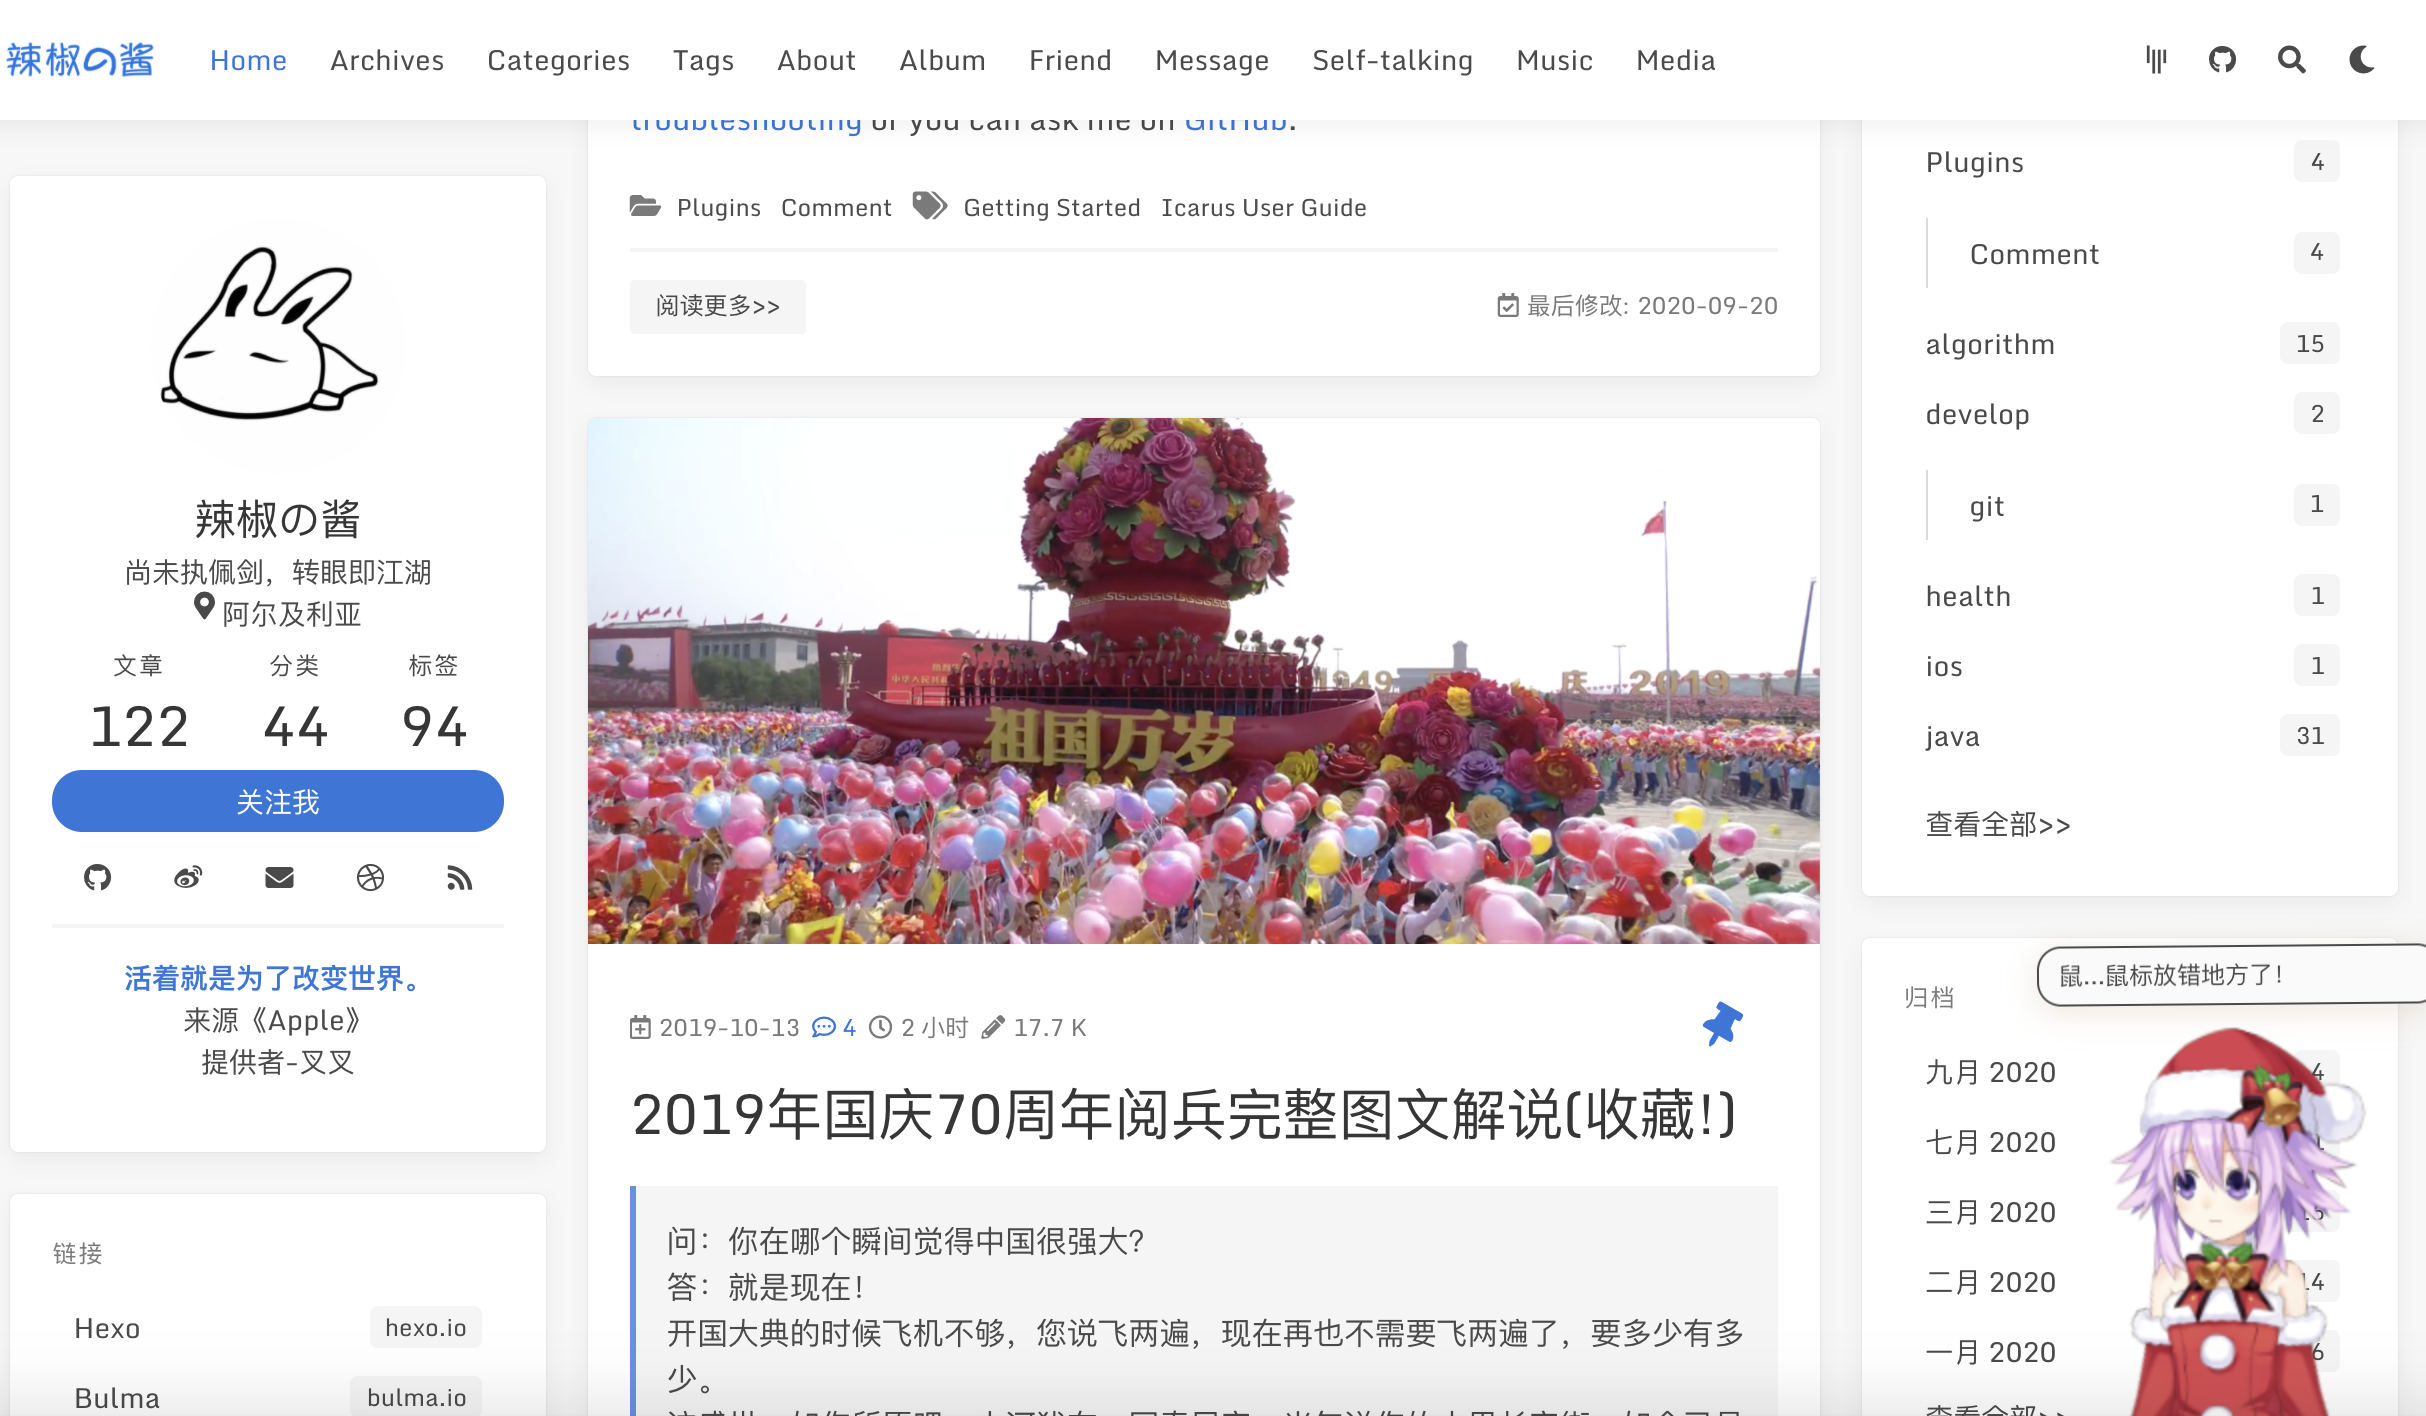 辣椒の酱 Home Archives Categories Tags About Album Friend Message Self-talking Music Media
辣椒の酱
尚未执佩剑，转眼即江湖
阿尔及利亚
文章 分类 标签
122 44 94
关注我
活着就是为了改变世界。
来源《Apple》
提供者-叉叉
链接
Hexo hexo.io
Bulma bulma.io
troubleshooting or you can ask me on GitHub.
Plugins Comment Getting Started Icarus User Guide
阅读更多>> 最后修改: 2020-09-20
1949 庆 2019
祖国万岁
2019-10-13 4 2 小时 17.7 K
2019年国庆70周年阅兵完整图文解说(收藏!)
问：你在哪个瞬间觉得中国很强大?
答：就是现在！
开国大典的时候飞机不够，您说飞两遍，现在再也不需要飞两遍了，要多少有多
少。
Plugins 4
Comment 4
algorithm 15
develop 2
git 1
health 1
ios 1
java 31
查看全部>>
归档
鼠...鼠标放错地方了！
九月 2020 4
七月 2020
三月 2020
二月 2020 14
一月 2020 6
查看全部>>